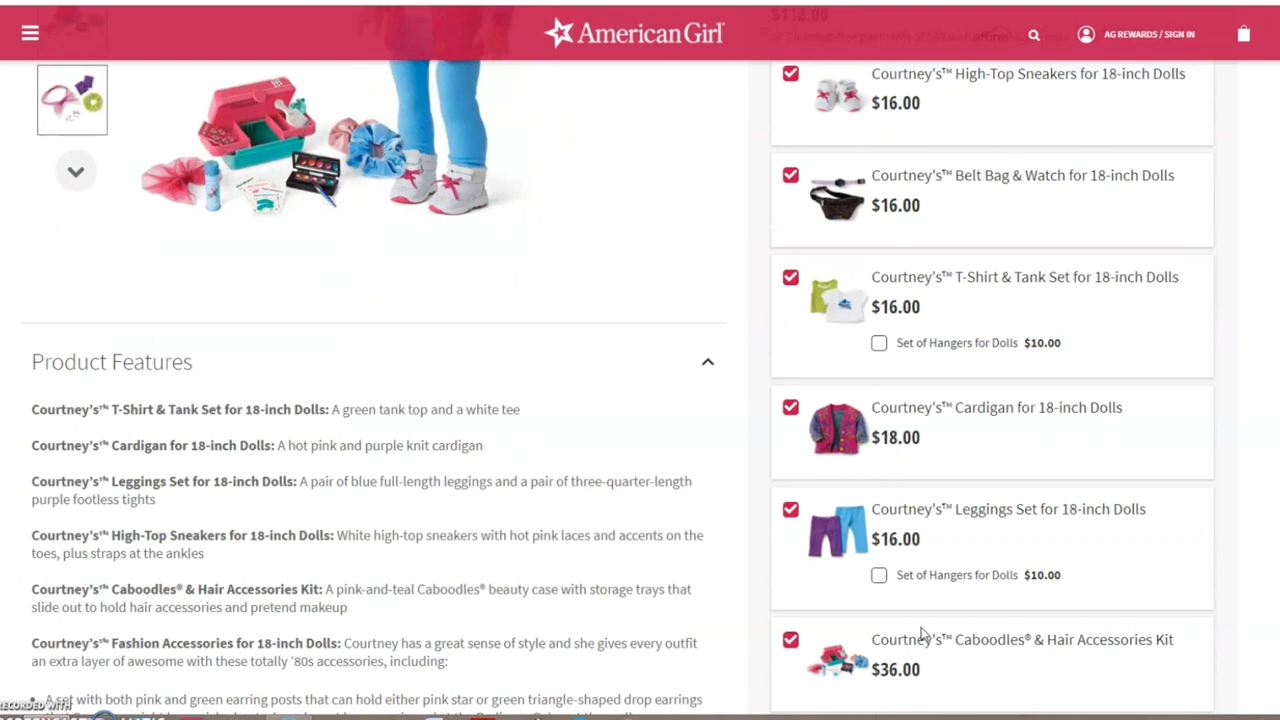 American Girl
AG REWARDS / SIGN IN
$118.00
Courtney's™ High-Top Sneakers for 18-inch Dolls
$16.00
Courtney's™ Belt Bag & Watch for 18-inch Dolls
$16.00
Courtney's™ T-Shirt & Tank Set for 18-inch Dolls
$16.00
Set of Hangers for Dolls $10.00
Courtney's™ Cardigan for 18-inch Dolls
$18.00
Courtney's™ Leggings Set for 18-inch Dolls
$16.00
Set of Hangers for Dolls $10.00
Courtney's™ Caboodles® & Hair Accessories Kit
$36.00
Product Features
Courtney's™ T-Shirt & Tank Set for 18-inch Dolls: A green tank top and a white tee
Courtney's™ Cardigan for 18-inch Dolls: A hot pink and purple knit cardigan
Courtney's™ Leggings Set for 18-inch Dolls: A pair of blue full-length leggings and a pair of three-quarter-length
purple footless tights
Courtney's™ High-Top Sneakers for 18-inch Dolls: White high-top sneakers with hot pink laces and accents on the
toes, plus straps at the ankles
Courtney's™ Caboodles® & Hair Accessories Kit: A pink-and-teal Caboodles® beauty case with storage trays that
slide out to hold hair accessories and pretend makeup
Courtney's™ Fashion Accessories for 18-inch Dolls: Courtney has a great sense of style and she gives every outfit
an extra layer of awesome with these totally '80s accessories, including:
A set with both pink and green earring posts that can hold either pink star or green triangle-shaped drop earrings
RECORDED WITH